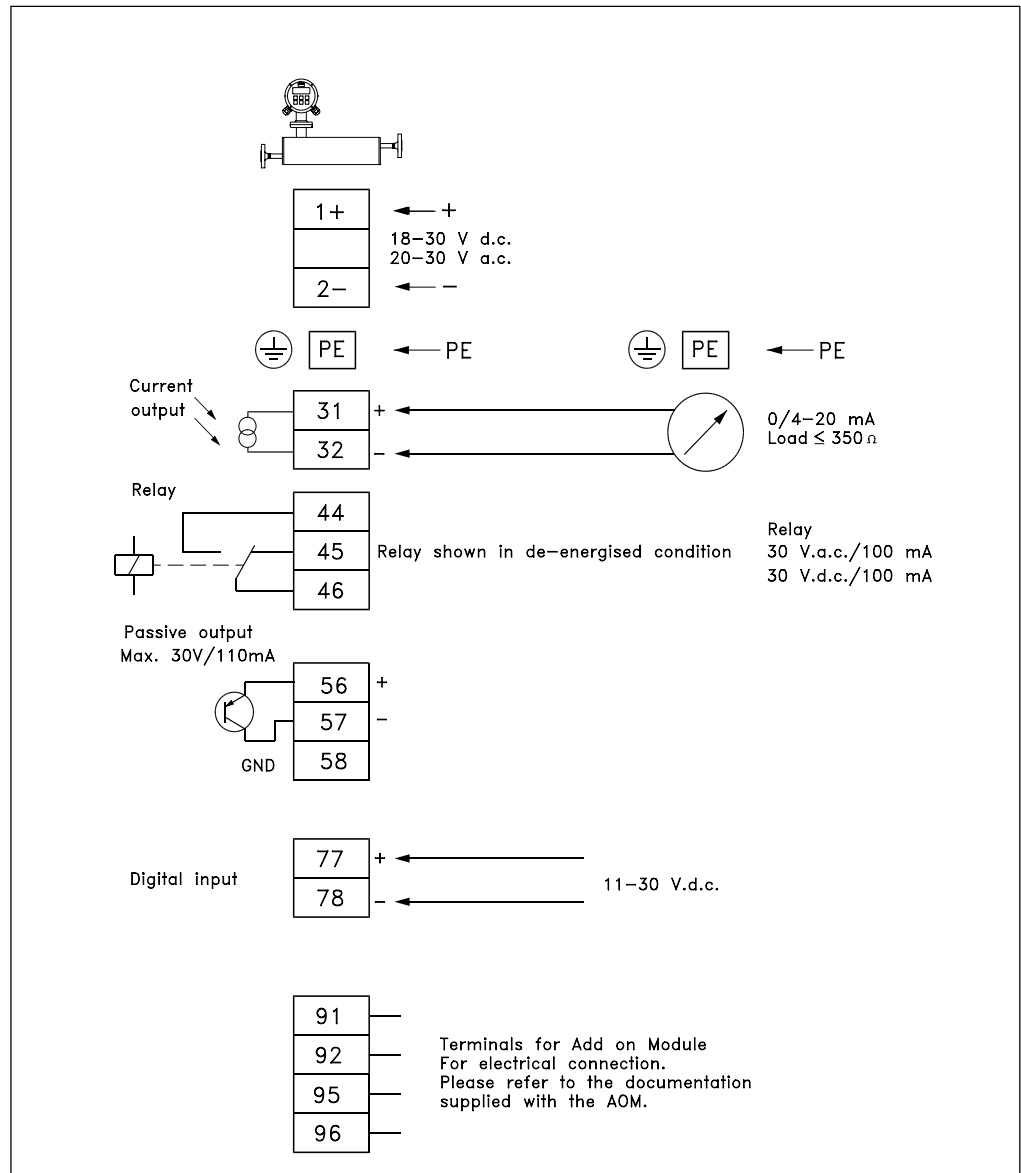 1+ + 
18-30 V d.c.
20-30 V a.c.
2- -
PE PE PE PE
Current
output
31 +
32 -
0/4-20 mA
Load ≤ 350 Ω
Relay
44
45 Relay shown in de-energised condition
46
Relay
30 V.a.c./100 mA
30 V.d.c./100 mA
Passive output
Max. 30V/110mA
56 +
57 -
GND 58
Digital input
77 +
78 -
11-30 V.d.c.
91
92
95
96
Terminals for Add on Module
For electrical connection.
Please refer to the documentation
supplied with the AOM.